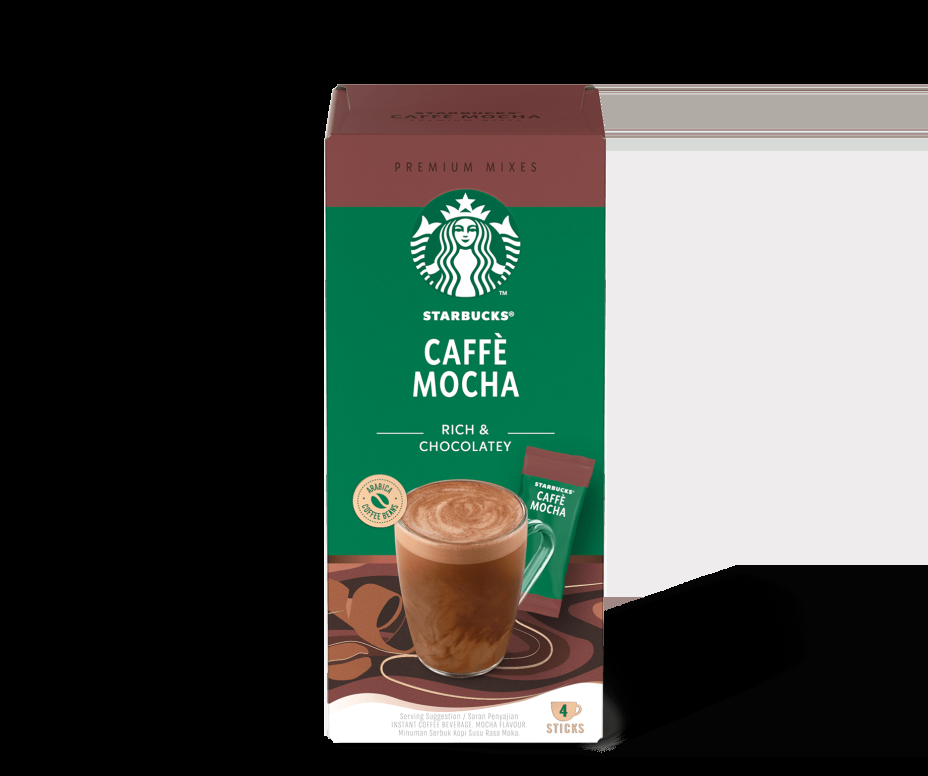 STARBUCKS
CAFFÈ MOCHA
PREMIUM MIXES
TM
STARBUCKS®
CAFFÈ
MOCHA
RICH &
CHOCOLATEY
STARBUCKS®
CAFFÈ
MOCHA
ARABICA
COFFEE BEANS
4
STICKS
Serving Suggestion / Saran Penyajian
INSTANT COFFEE BEVERAGE. MOCHA FLAVOUR.
Minuman Serbuk Kopi Susu Rasa Moka.